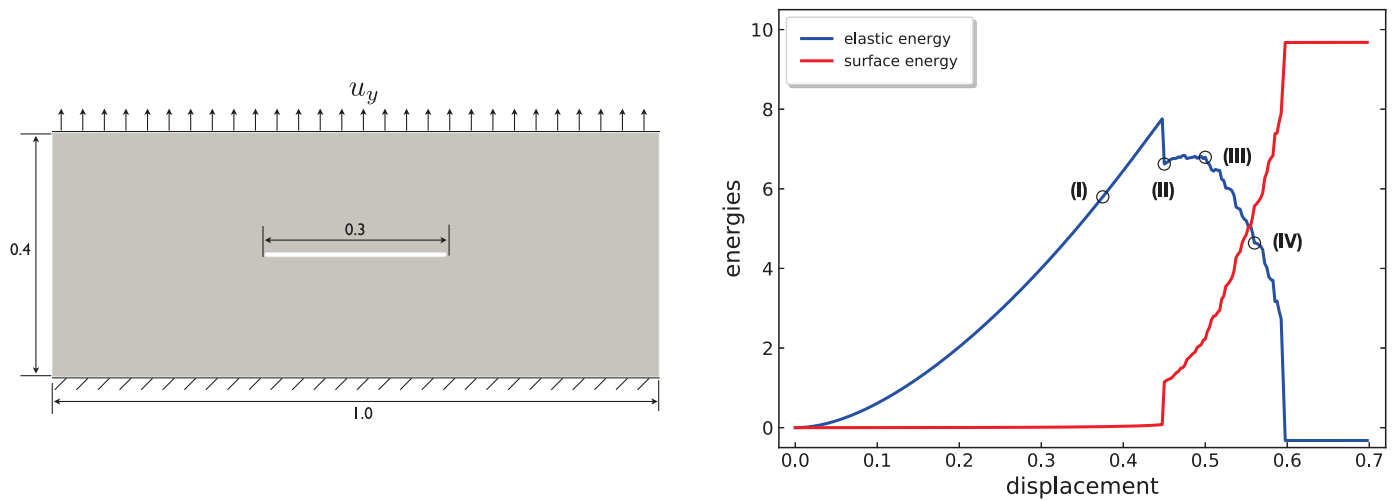 u_y
0.3
0.4
1.0
elastic energy
surface energy
10
8
6
4
2
0
energies
(I)
(II)
(III)
(IV)
0.0 0.1 0.2 0.3 0.4 0.5 0.6 0.7
displacement